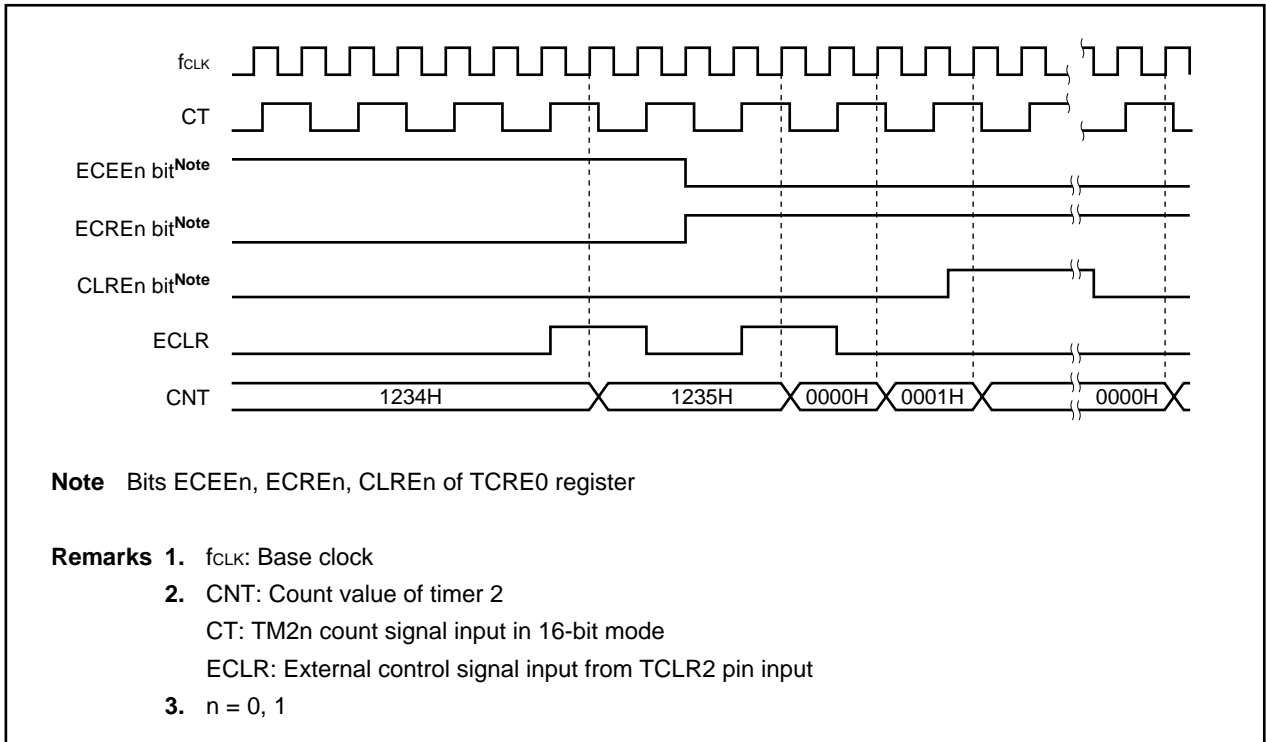 fCLK
CT
ECEEn bitNote
ECREn bitNote
CLREn bitNote
ECLR
CNT 1234H 1235H 0000H 0001H 0000H
Note Bits ECEEn, ECREn, CLREn of TCRE0 register
Remarks 1. fCLK: Base clock
2. CNT: Count value of timer 2
CT: TM2n count signal input in 16-bit mode
ECLR: External control signal input from TCLR2 pin input
3. n = 0, 1